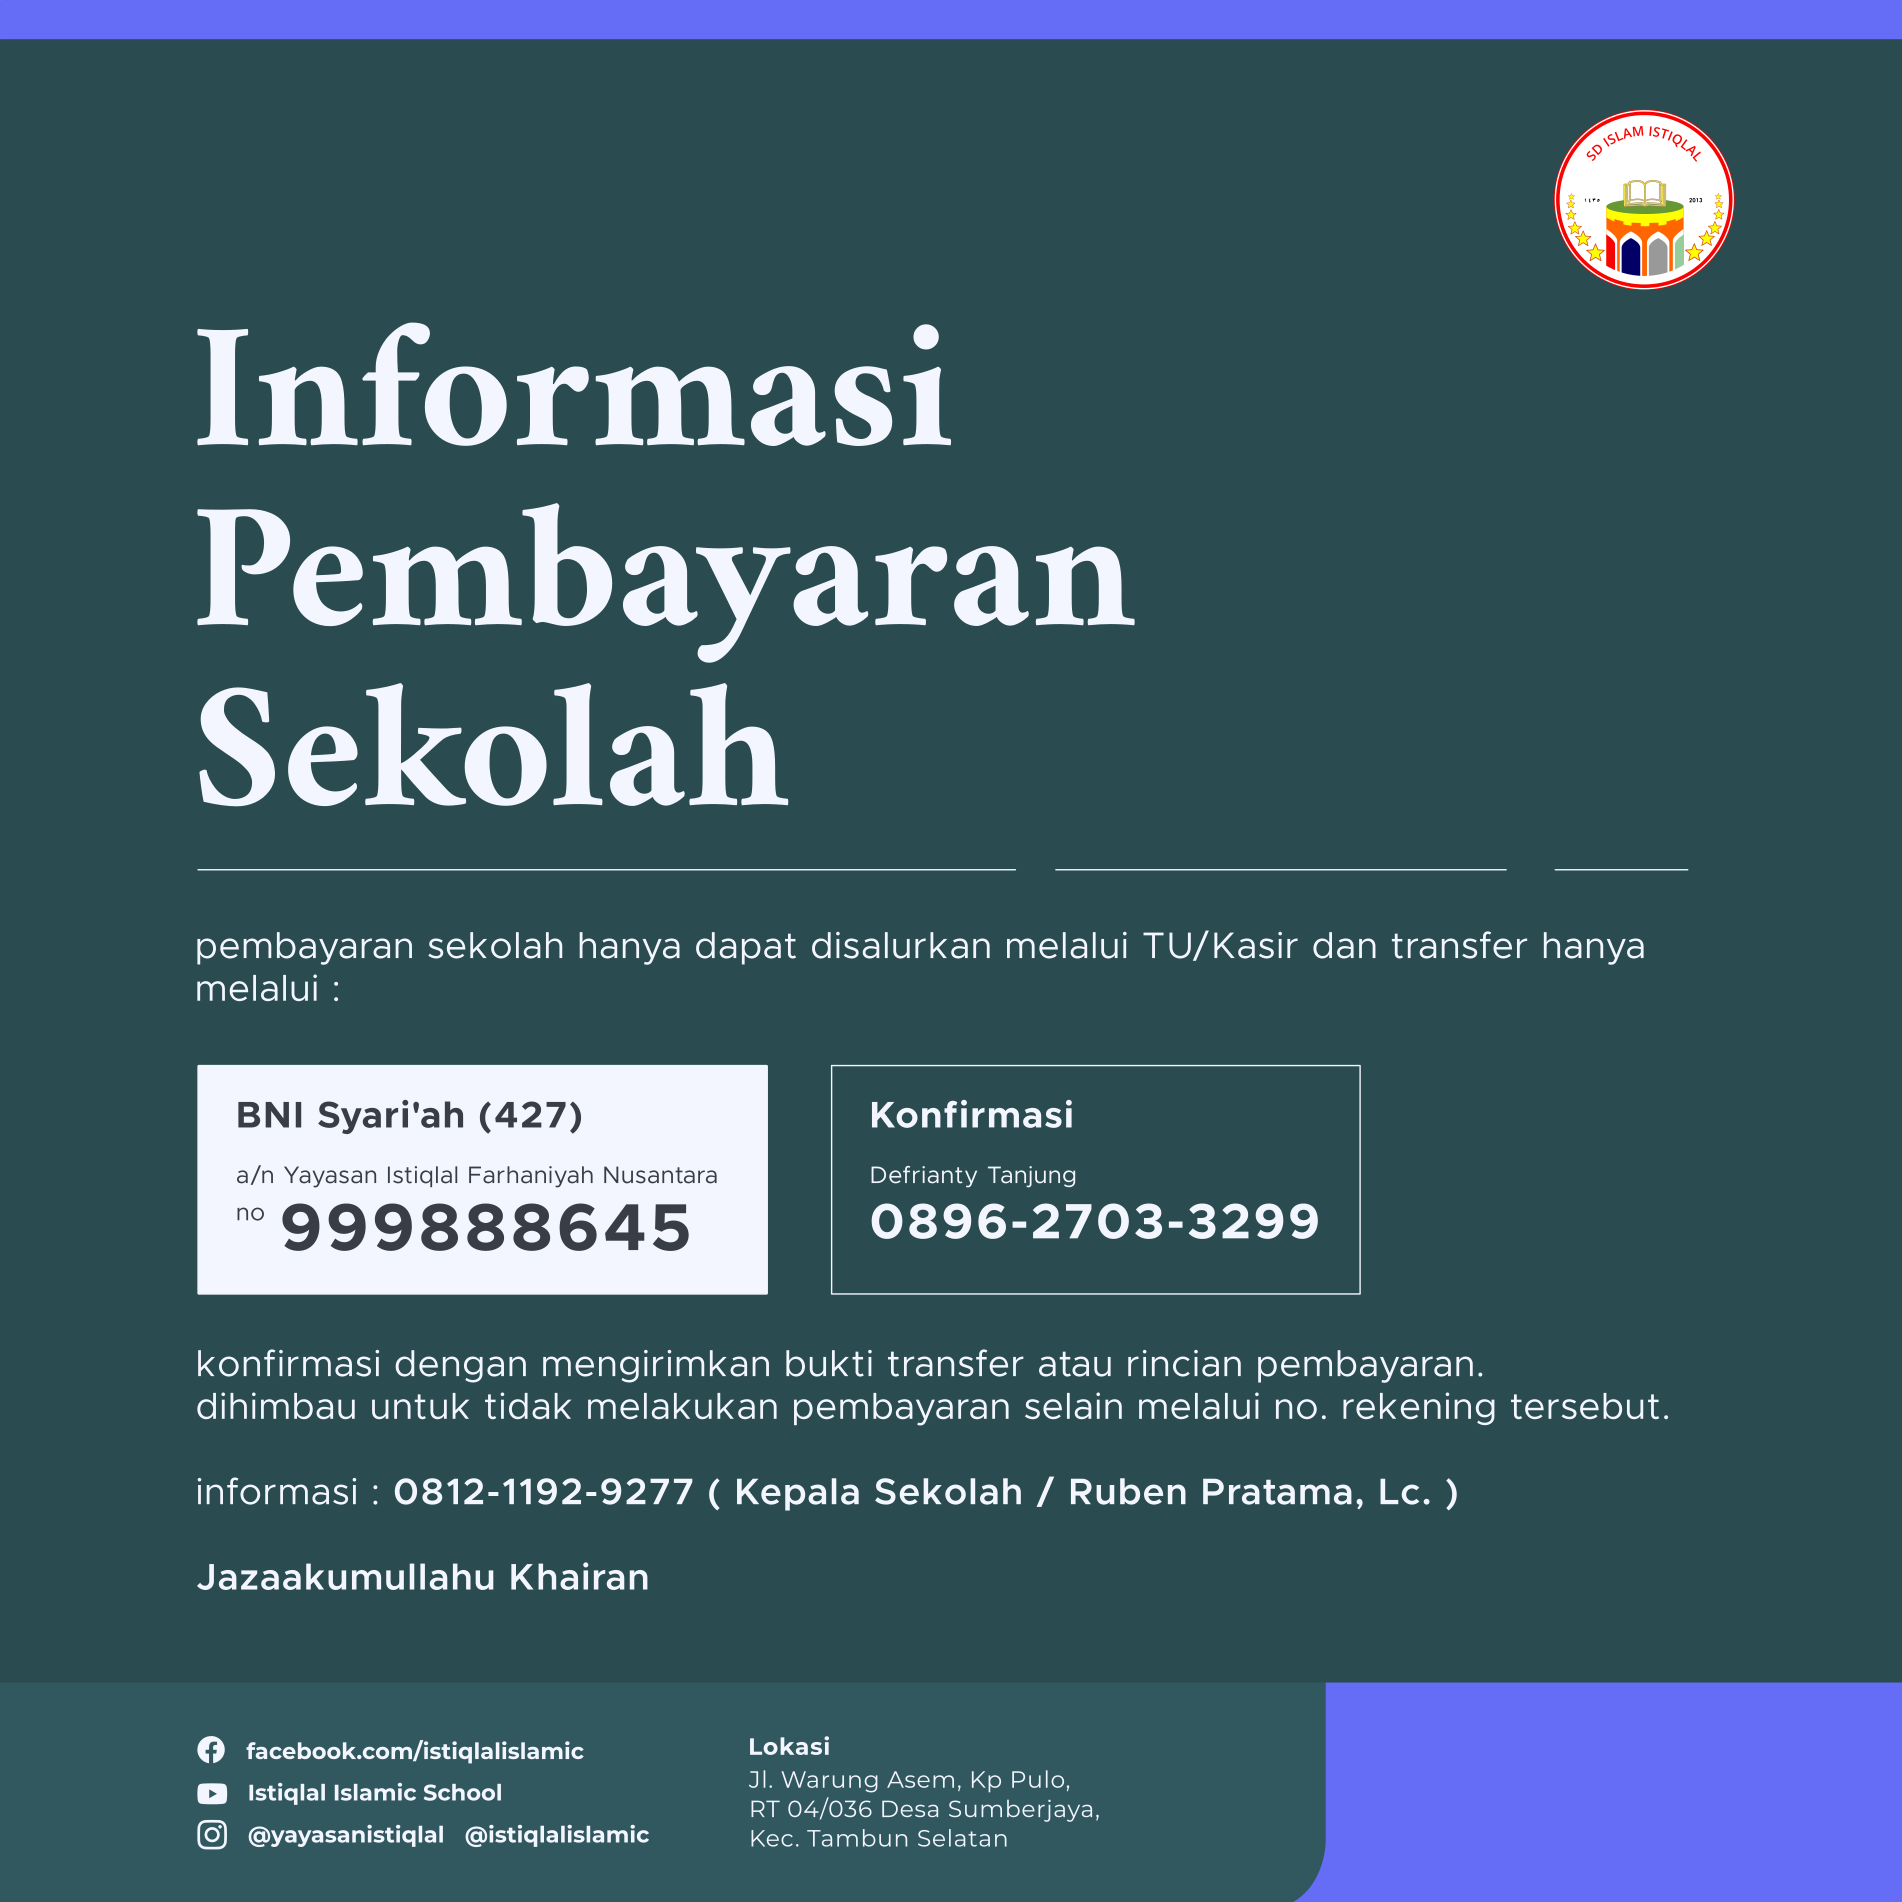 SD ISLAM ISTIQLAL
١٤٣٥
2013
Informasi
Pembayaran
Sekolah
pembayaran sekolah hanya dapat disalurkan melalui TU/Kasir dan transfer hanya
melalui :
BNI Syari'ah (427)
a/n Yayasan Istiqlal Farhaniyah Nusantara
no 999888645
Konfirmasi
Defrianty Tanjung
0896-2703-3299
konfirmasi dengan mengirimkan bukti transfer atau rincian pembayaran.
dihimbau untuk tidak melakukan pembayaran selain melalui no. rekening tersebut.
informasi : 0812-1192-9277 ( Kepala Sekolah / Ruben Pratama, Lc. )
Jazaakumullahu Khairan
facebook.com/istiqlalislamic
Istiqlal Islamic School
@yayasanistiqlal @istiqlalislamic
Lokasi
Jl. Warung Asem, Kp Pulo,
RT 04/036 Desa Sumberjaya,
Kec. Tambun Selatan